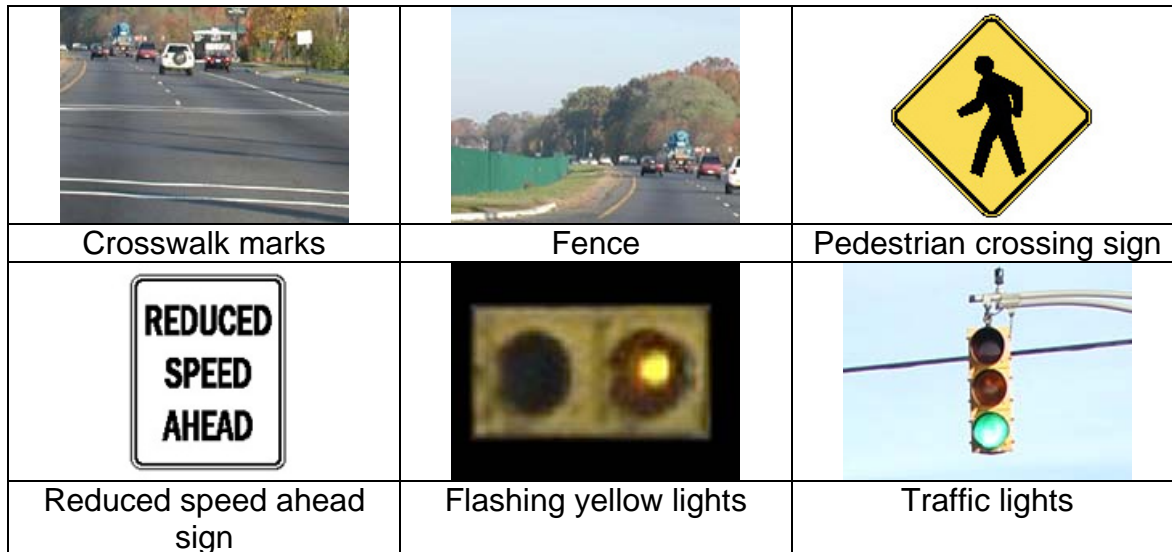 Crosswalk marks
Fence
Pedestrian crossing sign
REDUCED
SPEED
AHEAD
Reduced speed ahead
sign
Flashing yellow lights
Traffic lights